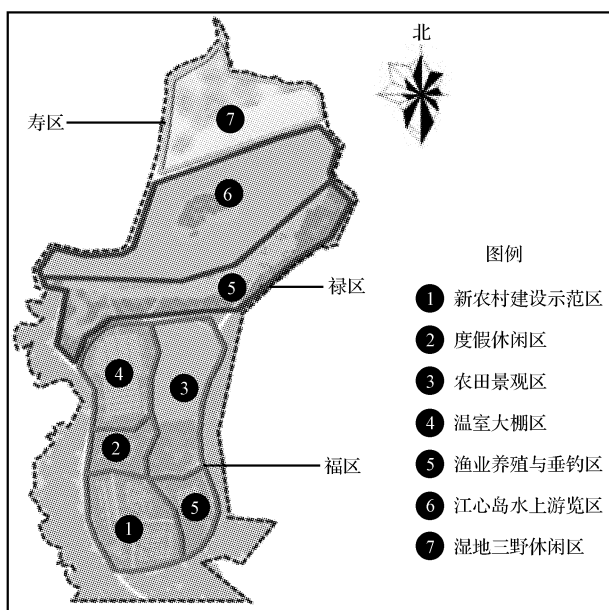 北
寿区
7
6
禄区
5
4
3
2
福区
5
1
图例
1 新农村建设示范区
2 度假休闲区
3 农田景观区
4 温室大棚区
5 渔业养殖与垂钓区
6 江心岛水上游览区
7 湿地三野休闲区